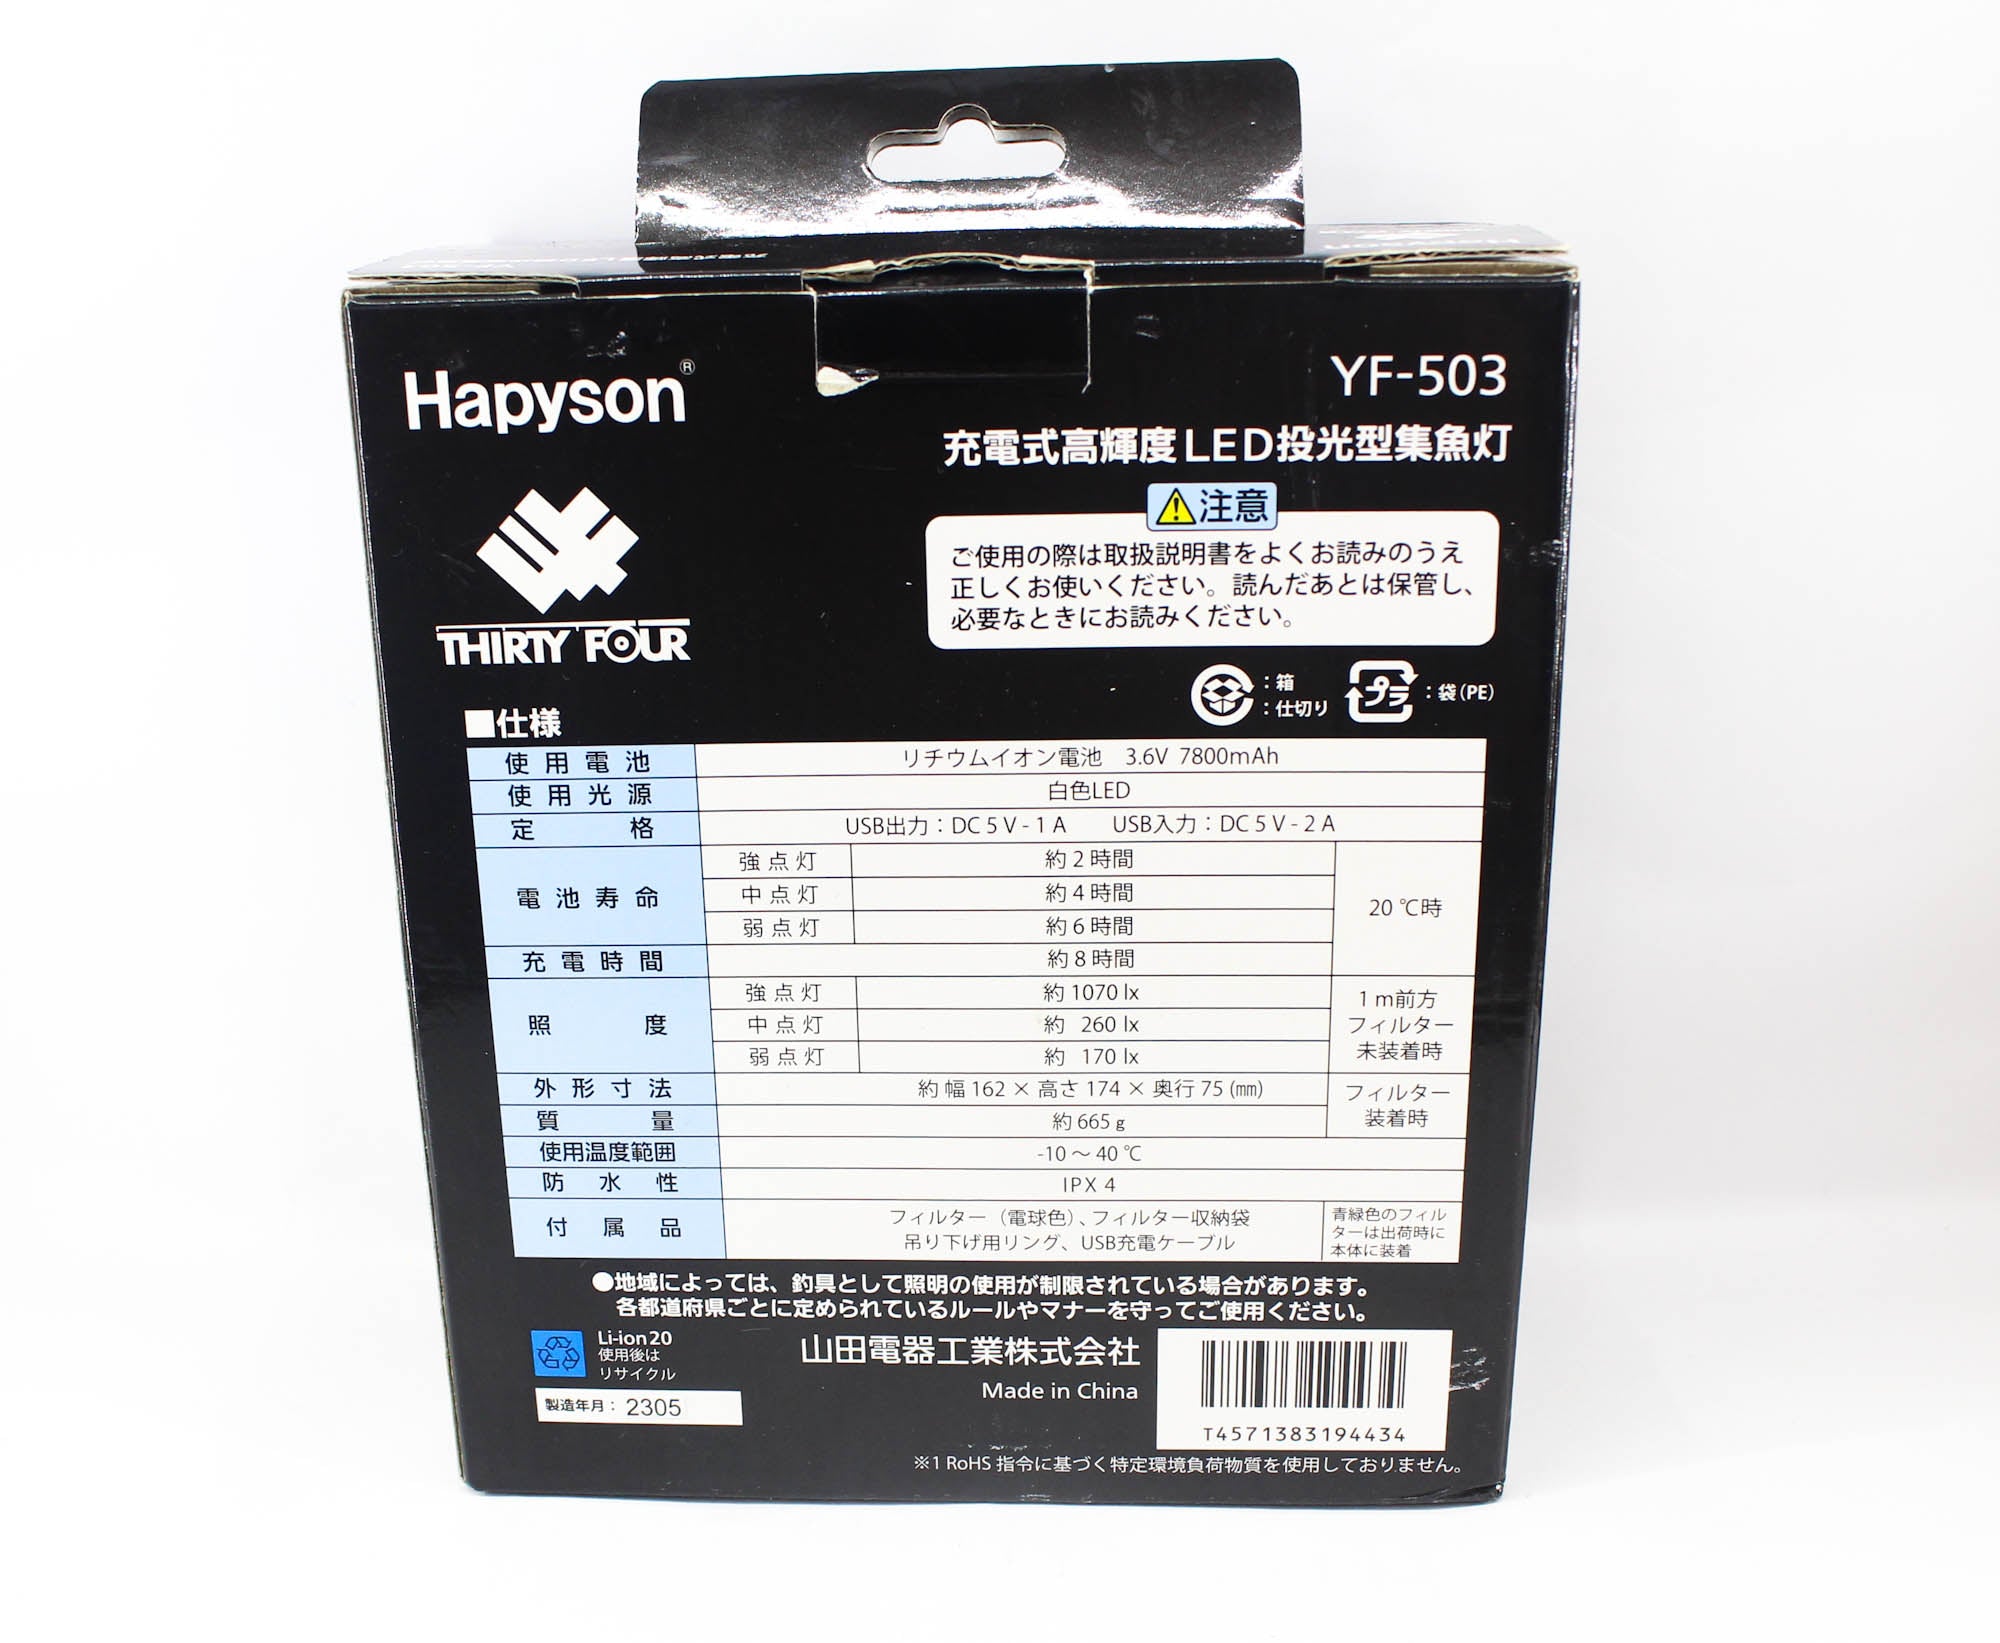 Hapyson®
THIRTY FOUR
YF-503
充電式高輝度LED投光型集魚灯
注意
ご使用の際は取扱説明書をよくお読みのうえ
正しくお使いください。読んだあとは保管し、
必要なときにお読みください。
：箱
：仕切り
プラ
：袋(PE)
■仕様
使用電池 リチウムイオン電池 3.6V 7800mAh
使用光源 白色LED
定格 USB出力：DC5V-1A USB入力：DC5V-2A
電池寿命 強点灯 約2時間
中点灯 約4時間
弱点灯 約6時間
充電時間 約8時間
20℃時
照度 強点灯 約1070 lx
中点灯 約 260 lx
弱点灯 約 170 lx
1m前方
フィルター
未装着時
外形寸法 約 幅162×高さ174×奥行75(㎜)
質量 約665g
フィルター
装着時
使用温度範囲 -10～40℃
防水性 IPX4
付属品 フィルター（電球色）、フィルター収納袋
吊り下げ用リング、USB充電ケーブル
青緑色のフィル
ターは出荷時に
本体に装着
●地域によっては、釣具として照明の使用が制限されている場合があります。
各都道府県ごとに定められているルールやマナーを守ってご使用ください。
Li-ion20
使用後は
リサイクル
製造年月：2305
山田電器工業株式会社
Made in China
T4571383194434
※1 RoHS 指令に基づく特定環境負荷物質を使用しておりません。